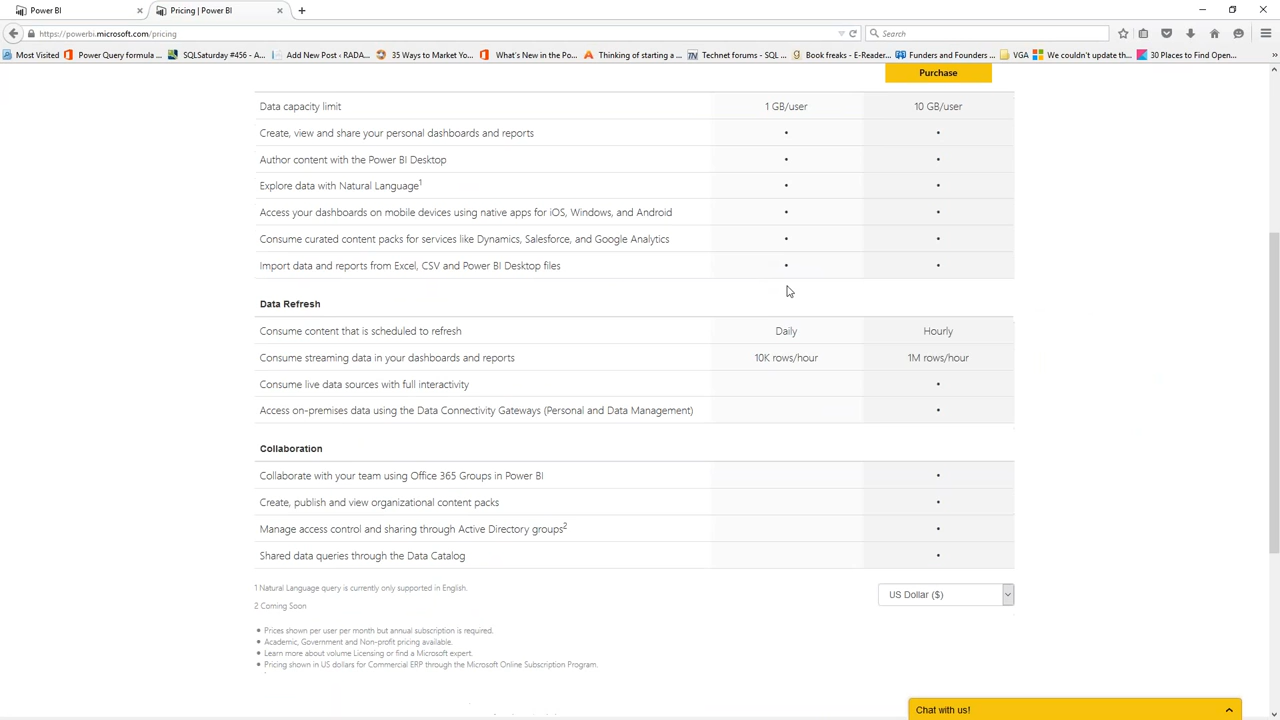 Power BI
Pricing | Power BI
https://powerbi.microsoft.com/pricing
Search
Most Visited
Power Query formula ...
SQLSaturday #456 - A...
Add New Post ‹ RADA...
35 Ways to Market Yo...
What's New in the Po...
Thinking of starting a ...
Technet forums - SQL ...
Book freaks - E-Reader...
Funders and Founders ...
VGA
We couldn't update th...
30 Places to Find Open...
Purchase
Data capacity limit 1 GB/user 10 GB/user
Create, view and share your personal dashboards and reports • •
Author content with the Power BI Desktop • •
Explore data with Natural Language1 • •
Access your dashboards on mobile devices using native apps for iOS, Windows, and Android • •
Consume curated content packs for services like Dynamics, Salesforce, and Google Analytics • •
Import data and reports from Excel, CSV and Power BI Desktop files • •
Data Refresh
Consume content that is scheduled to refresh Daily Hourly
Consume streaming data in your dashboards and reports 10K rows/hour 1M rows/hour
Consume live data sources with full interactivity •
Access on-premises data using the Data Connectivity Gateways (Personal and Data Management) •
Collaboration
Collaborate with your team using Office 365 Groups in Power BI •
Create, publish and view organizational content packs •
Manage access control and sharing through Active Directory groups2 •
Shared data queries through the Data Catalog •
1 Natural Language query is currently only supported in English.
US Dollar ($)
2 Coming Soon
• Prices shown per user per month but annual subscription is required.
• Academic, Government and Non-profit pricing available.
• Learn more about volume Licensing or find a Microsoft expert.
• Pricing shown in US dollars for Commercial ERP through the Microsoft Online Subscription Program.
Chat with us!